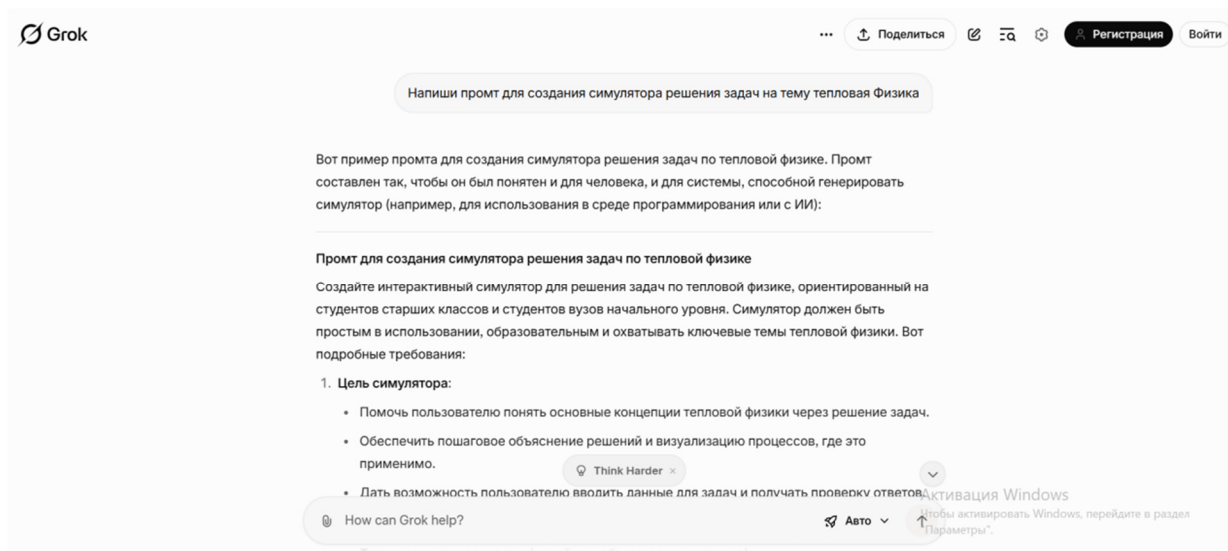 Grok
Поделиться
Регистрация
Войти
Напиши промт для создания симулятора решения задач на тему тепловая Физика
Вот пример промта для создания симулятора решения задач по тепловой физике. Промт
составлен так, чтобы он был понятен и для человека, и для системы, способной генерировать
симулятор (например, для использования в среде программирования или с ИИ):
Промт для создания симулятора решения задач по тепловой физике
Создайте интерактивный симулятор для решения задач по тепловой физике, ориентированный на
студентов старших классов и студентов вузов начального уровня. Симулятор должен быть
простым в использовании, образовательным и охватывать ключевые темы тепловой физики. Вот
подробные требования:
1. Цель симулятора:
• Помочь пользователю понять основные концепции тепловой физики через решение задач.
• Обеспечить пошаговое объяснение решений и визуализацию процессов, где это
применимо.
Think Harder ×
• Дать возможность пользователю вводить данные для задач и получать проверку ответов.
Активация Windows
How can Grok help?
Авто
Чтобы активировать Windows, перейдите в раздел
"Параметры".